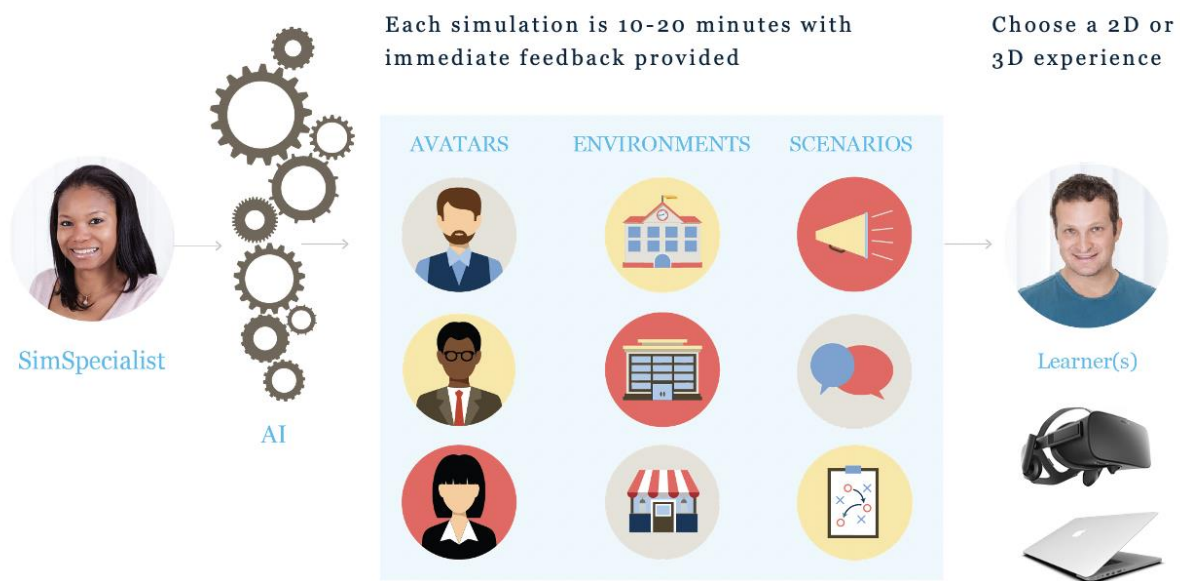 Each simulation is 10-20 minutes with
immediate feedback provided
Choose a 2D or
3D experience
AVATARS
ENVIRONMENTS
SCENARIOS
SimSpecialist
AI
Learner(s)